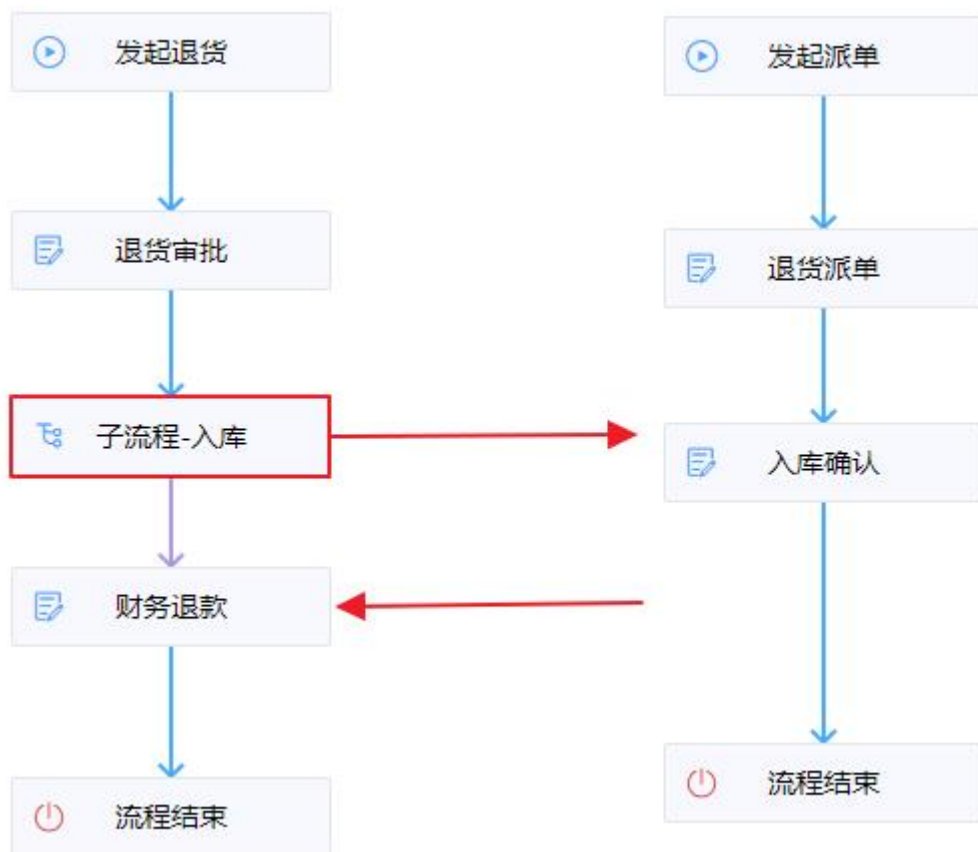 发起退货
退货审批
子流程-入库
财务退款
流程结束
发起派单
退货派单
入库确认
流程结束